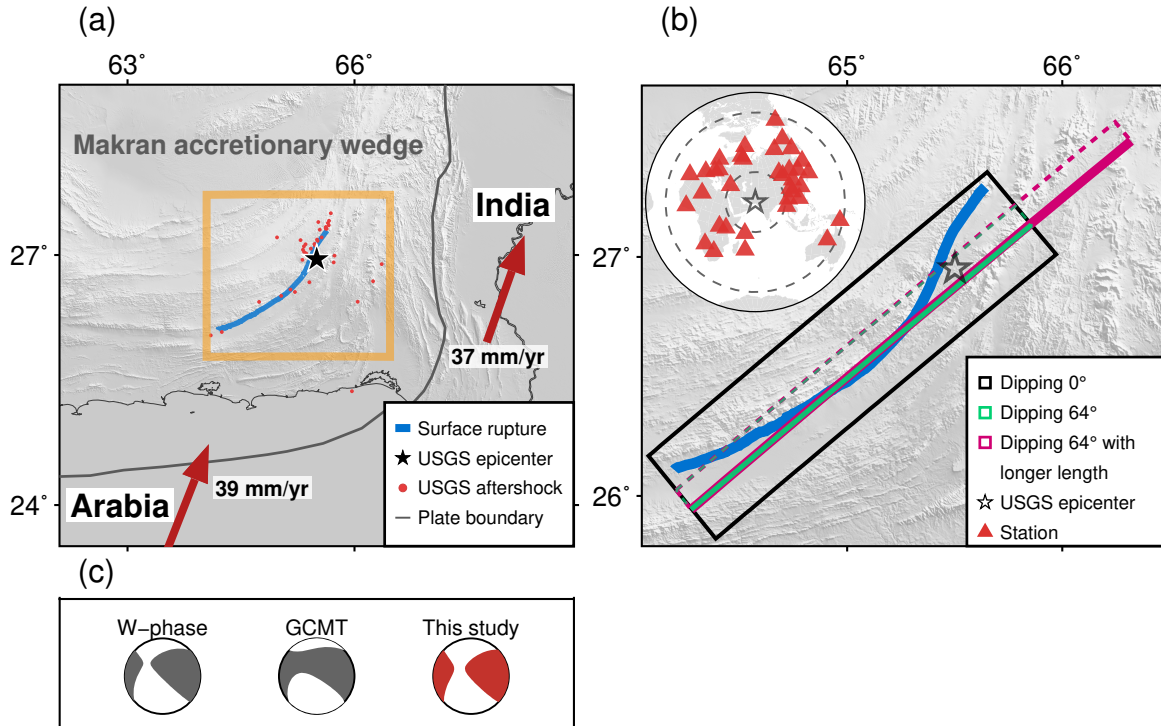 (a)
63°
66°
Makran accretionary wedge
India
27°
37 mm/yr
Surface rupture
USGS epicenter
USGS aftershock
Plate boundary
39 mm/yr
Arabia
24°
(b)
65°
66°
27°
26°
Dipping 0°
Dipping 64°
Dipping 64° with
longer length
USGS epicenter
Station
(c)
W−phase
GCMT
This study